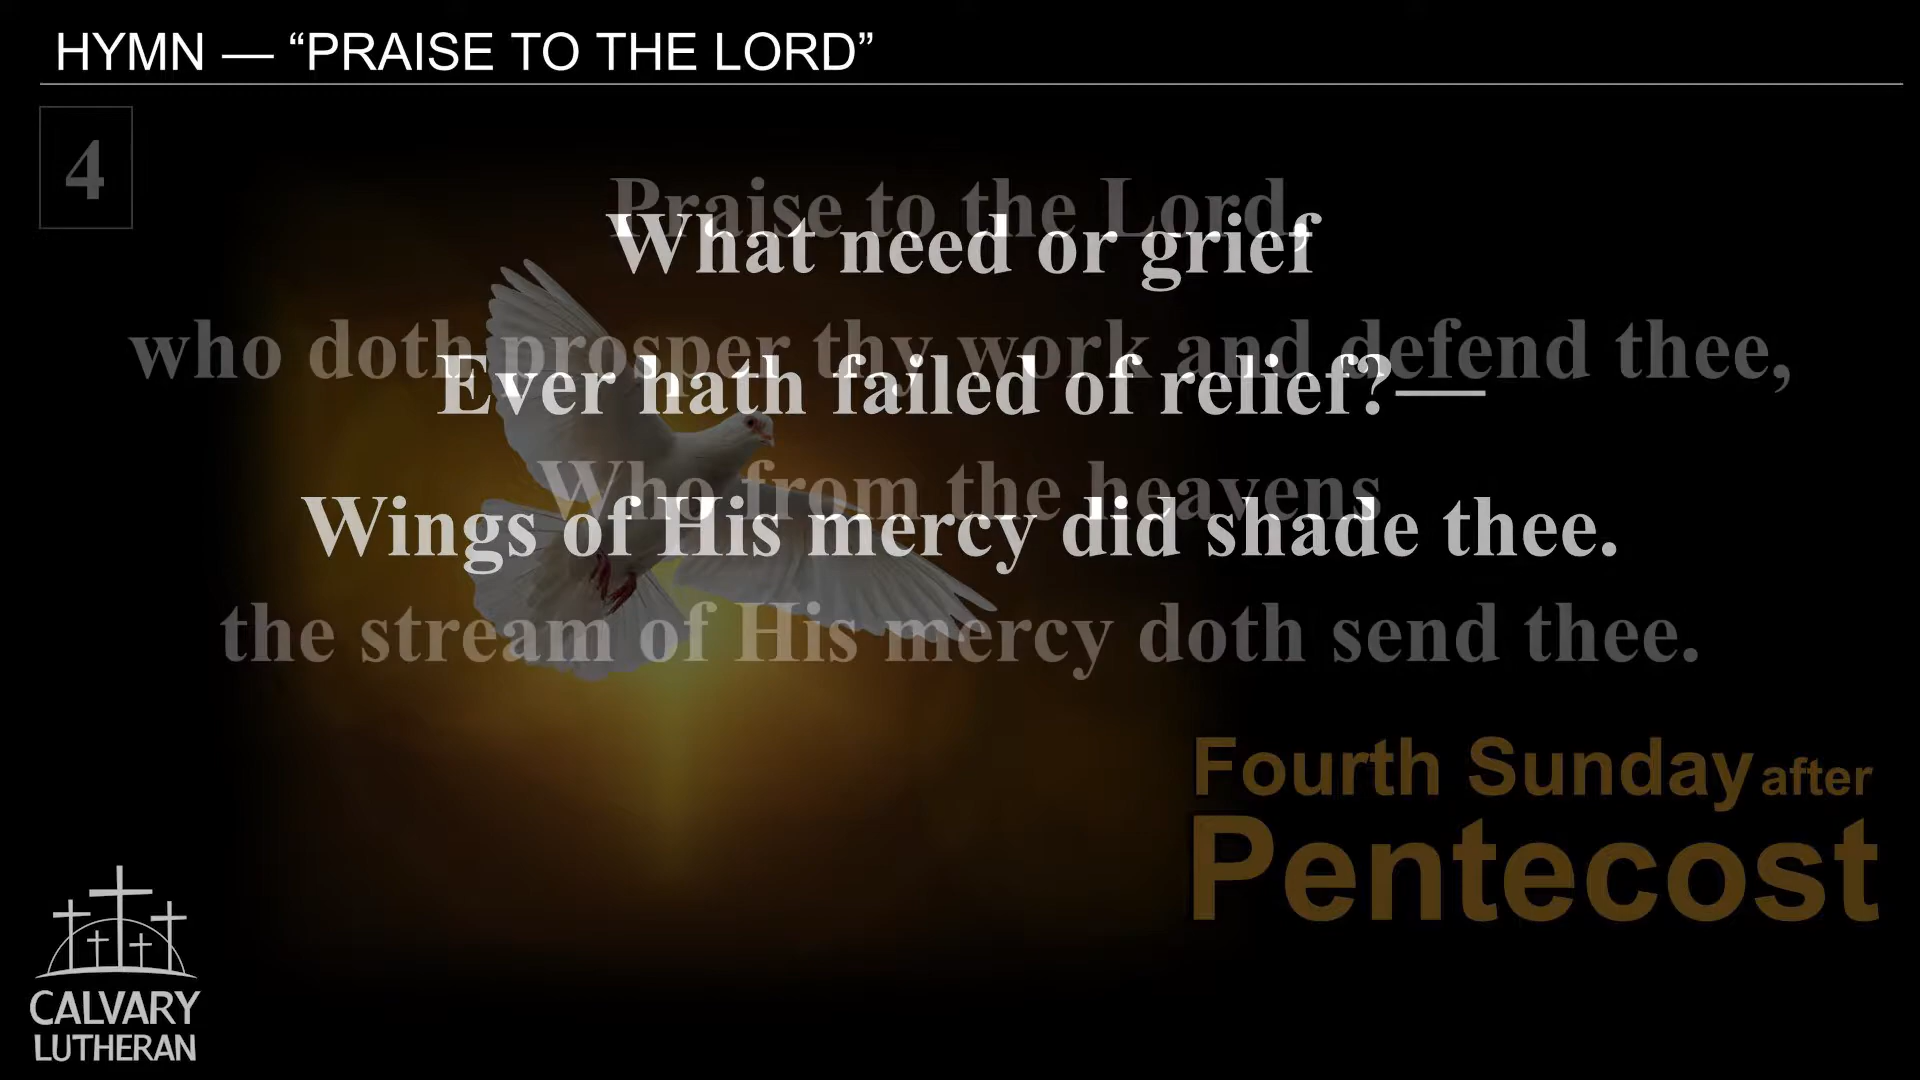 HYMN — “PRAISE TO THE LORD”
4
Praise to the Lord,
What need or grief
who doth prosper thy work and defend thee,
Ever hath failed of relief?—
Who from the heavens
Wings of His mercy did shade thee.
the stream of His mercy doth send thee.
Fourth Sunday after
Pentecost
CALVARY
LUTHERAN